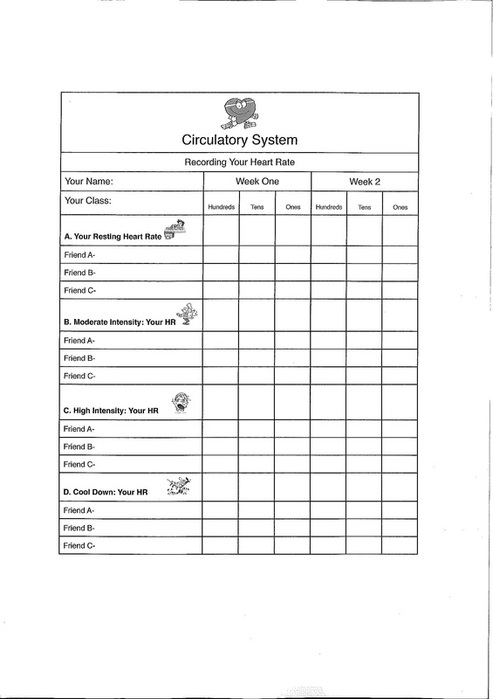 Circulatory System
Recording Your Heart Rate
Your Name: Week One Week 2
Your Class: Hundreds Tens Ones Hundreds Tens Ones
A. Your Resting Heart Rate
Friend A-
Friend B-
Friend C-
B. Moderate Intensity: Your HR
Friend A-
Friend B-
Friend C-
C. High Intensity: Your HR
Friend A-
Friend B-
Friend C-
D. Cool Down: Your HR
Friend A-
Friend B-
Friend C-